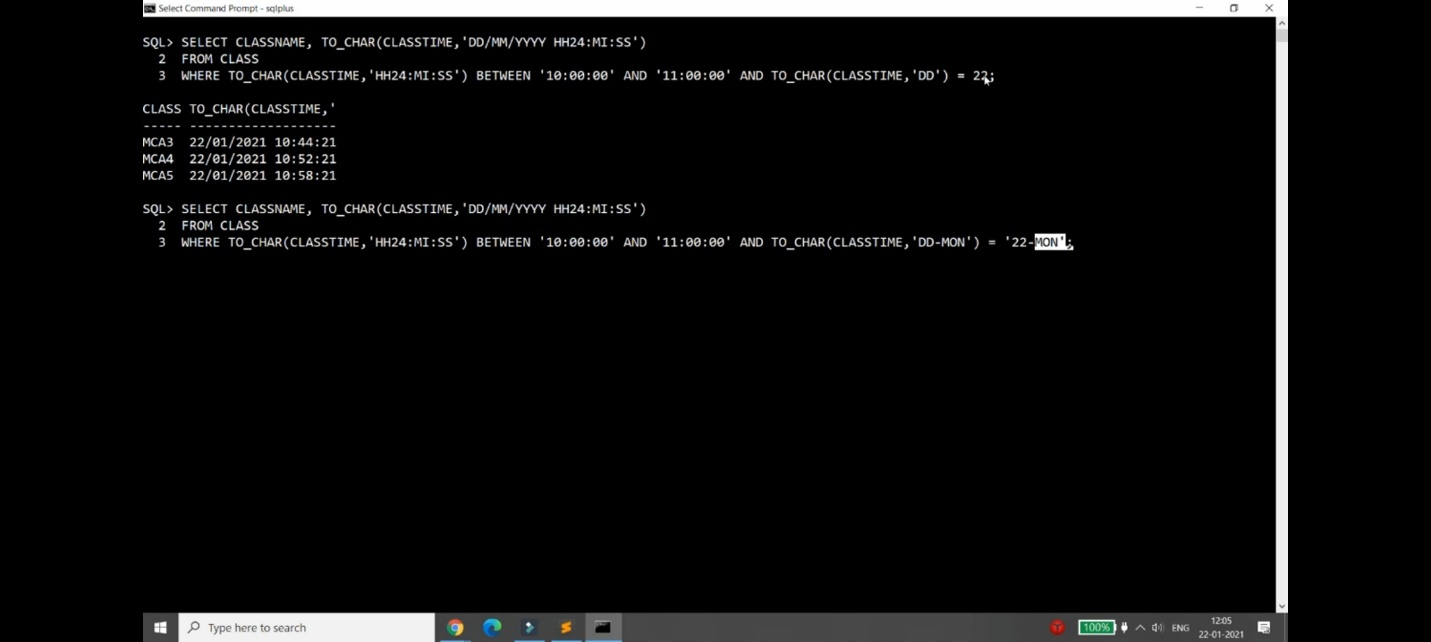 Select Command Prompt - sqlplus
SQL> SELECT CLASSNAME, TO_CHAR(CLASSTIME,'DD/MM/YYYY HH24:MI:SS')
2 FROM CLASS
3 WHERE TO_CHAR(CLASSTIME,'HH24:MI:SS') BETWEEN '10:00:00' AND '11:00:00' AND TO_CHAR(CLASSTIME,'DD') = 22;
CLASS TO_CHAR(CLASSTIME,'
----- -------------------
MCA3 22/01/2021 10:44:21
MCA4 22/01/2021 10:52:21
MCA5 22/01/2021 10:58:21
SQL> SELECT CLASSNAME, TO_CHAR(CLASSTIME,'DD/MM/YYYY HH24:MI:SS')
2 FROM CLASS
3 WHERE TO_CHAR(CLASSTIME,'HH24:MI:SS') BETWEEN '10:00:00' AND '11:00:00' AND TO_CHAR(CLASSTIME,'DD-MON') = '22-MON';
Type here to search
100%
ENG
12:05
22-01-2021